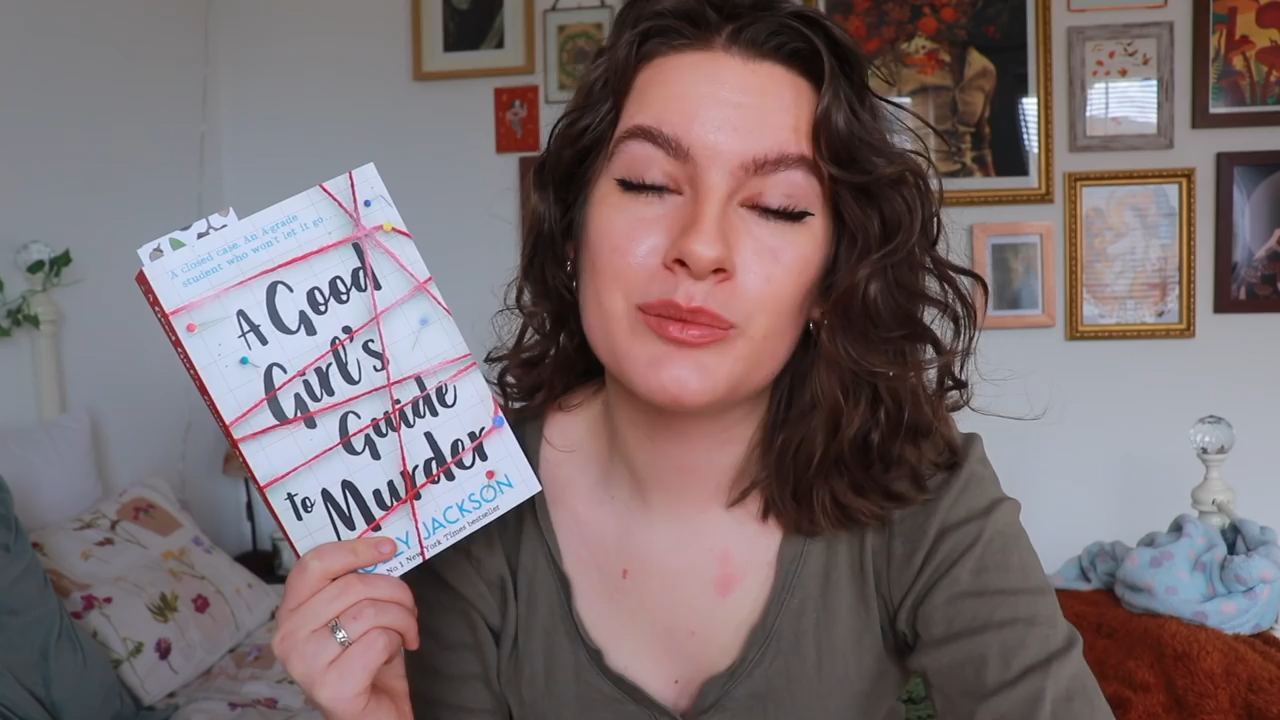 A closed case. An A-grade
student who won't let it go.
A Good
Girl's
Guide
to Murder
LY JACKSON
No.1 New York Times bestseller